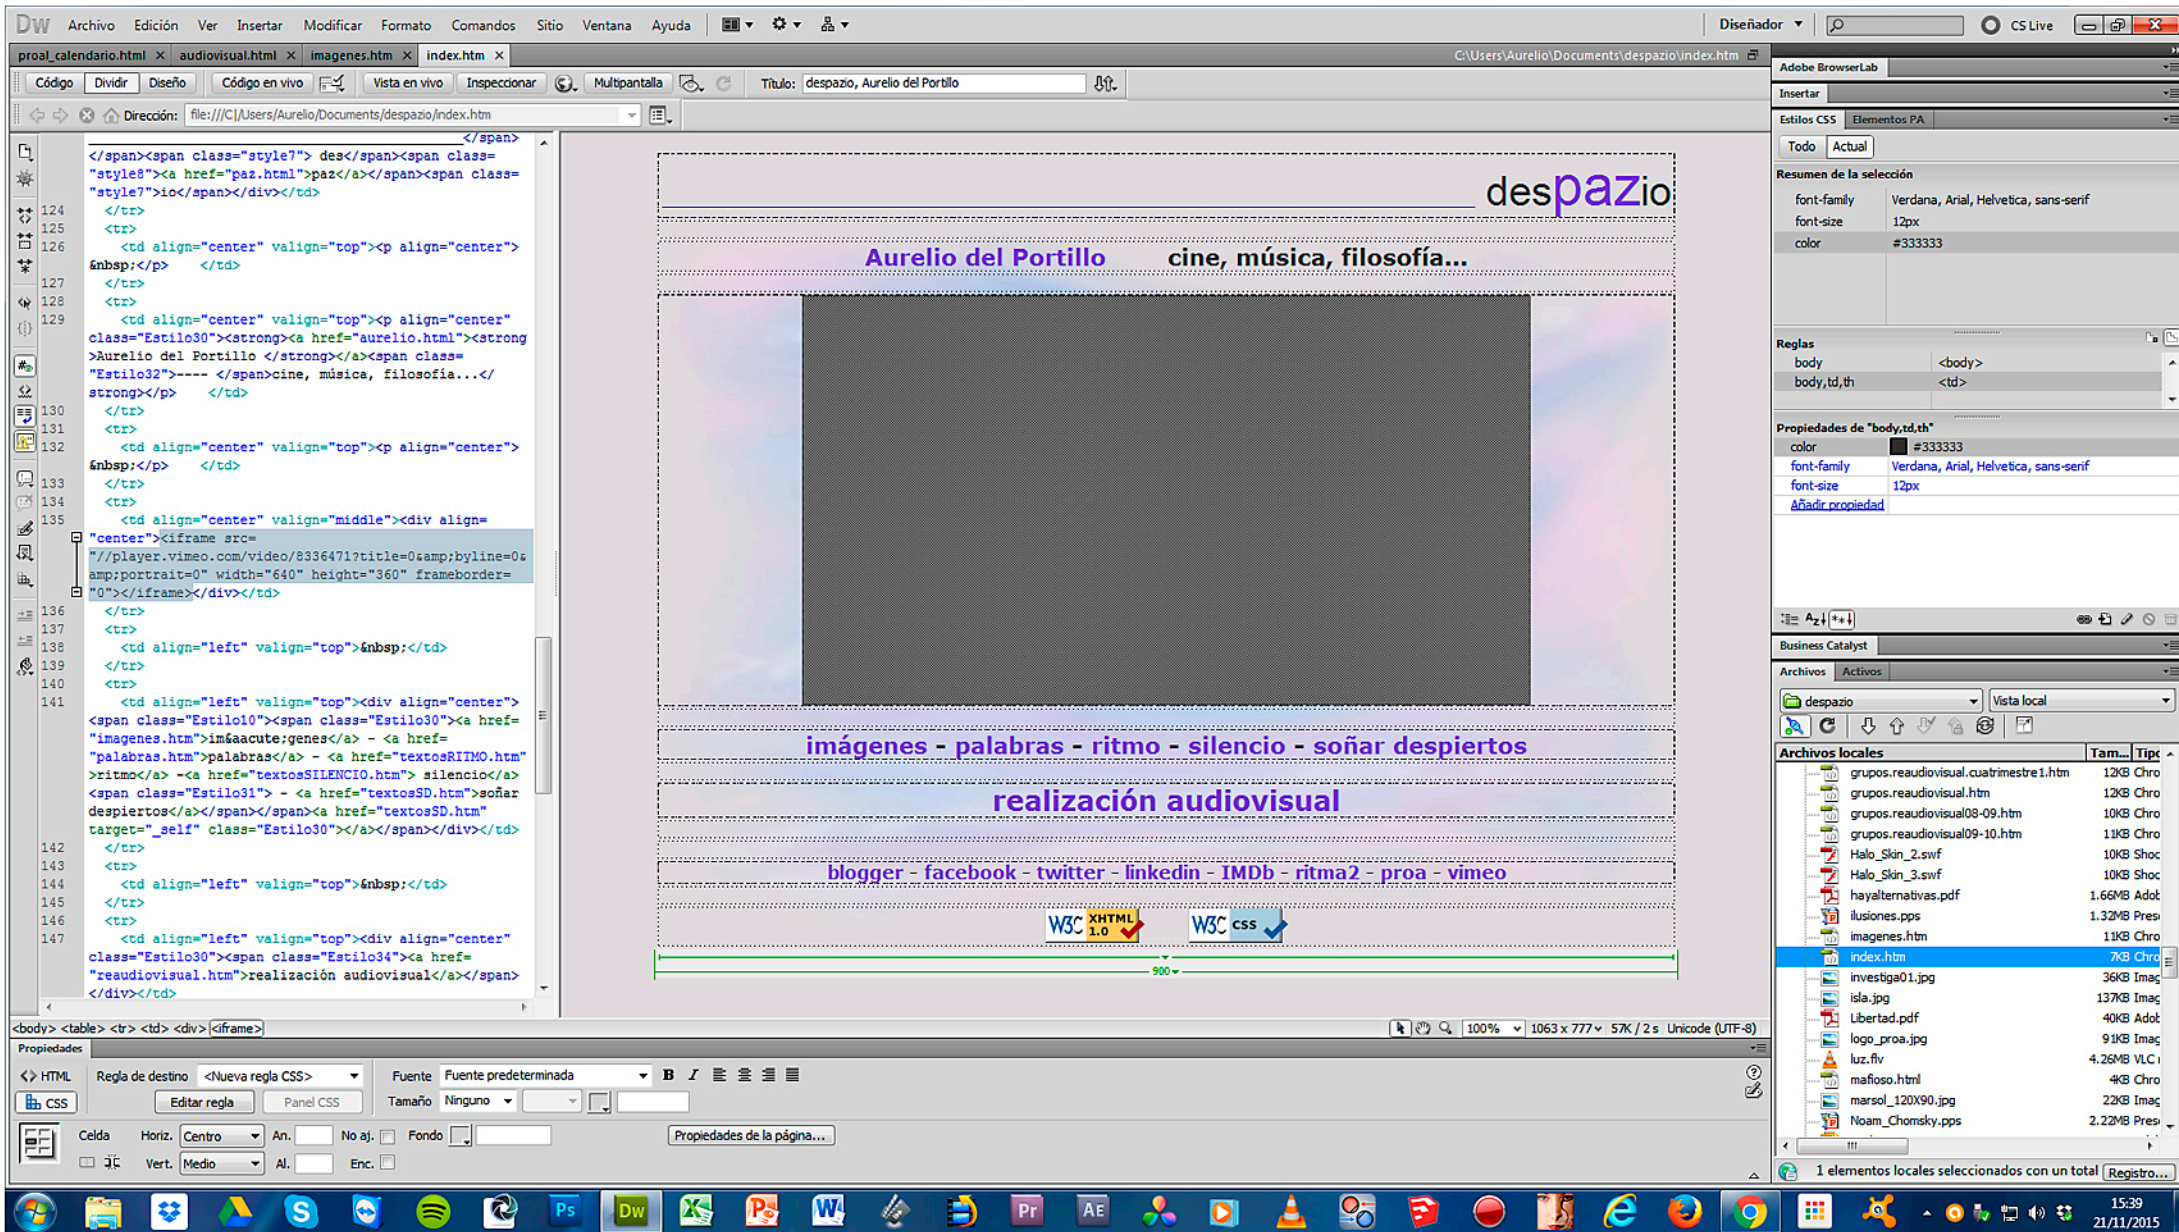 Dw Archivo Edición Ver Insertar Modificar Formato Comandos Sitio Ventana Ayuda Diseñador CS Live
proal_calendario.html audiovisual.html imagenes.htm index.htm C:\Users\Aurelio\Documents\despazio\index.htm
Código Dividir Diseño Código en vivo Vista en vivo Inspeccionar Multipantalla Título: despazio, Aurelio del Portillo
Dirección: file:///C|/Users/Aurelio/Documents/despazio/index.htm
</span>
</span><span class="style7"> des</span><span class=
"style8"><a href="paz.html">paz</a></span><span class=
"style7">io</span></div></td>
124 </tr>
125 <tr>
126 <td align="center" valign="top"><p align="center">
&nbsp;</p> </td>
127 </tr>
128 <tr>
129 <td align="center" valign="top"><p align="center"
class="Estilo30"><strong><a href="aurelio.html"><strong
>Aurelio del Portillo </strong></a><span class=
"Estilo32">---- </span>cine, música, filosofía...</
strong></p> </td>
130 </tr>
131 <tr>
132 <td align="center" valign="top"><p align="center">
&nbsp;</p> </td>
133 </tr>
134 <tr>
135 <td align="center" valign="middle"><div align=
"center"><iframe src=
"//player.vimeo.com/video/8336471?title=0&amp;byline=0&
amp;portrait=0" width="640" height="360" frameborder=
"0"></iframe></div></td>
136 </tr>
137 <tr>
138 <td align="left" valign="top">&nbsp;</td>
139 </tr>
140 <tr>
141 <td align="left" valign="top"><div align="center">
<span class="Estilo10"><span class="Estilo30"><a href=
"imagenes.htm">im&aacute;genes</a> - <a href=
"palabras.htm">palabras</a> - <a href="textosRITMO.htm"
>ritmo</a> -<a href="textosSILENCIO.htm"> silencio</a>
<span class="Estilo31"> - <a href="textosSD.htm">soñar
despiertos</a></span></span><a href="textosSD.htm"
target="_self" class="Estilo30"></a></span></div></td>
142 </tr>
143 <tr>
144 <td align="left" valign="top">&nbsp;</td>
145 </tr>
146 <tr>
147 <td align="left" valign="top"><div align="center"
class="Estilo30"><span class="Estilo34"><a href=
"reaudiovisual.htm">realización audiovisual</a></span>
</div></td>
despazio
Aurelio del Portillo cine, música, filosofía...
imágenes - palabras - ritmo - silencio - soñar despiertos
realización audiovisual
blogger - facebook - twitter - linkedin - IMDb - ritma2 - proa - vimeo
W3C XHTML 1.0 W3C css
900
<body> <table> <tr> <td> <div> <iframe> 100% 1063 x 777 57K / 2 s Unicode (UTF-8)
Propiedades
<> HTML Regla de destino <Nueva regla CSS> Fuente Fuente predeterminada B I
CSS Editar regla Panel CSS Tamaño Ninguno
Celda Horiz. Centro An. No aj. Fondo Propiedades de la página...
Vert. Medio Al. Enc.
Adobe BrowserLab
Insertar
Estilos CSS Elementos PA
Todo Actual
Resumen de la selección
font-family Verdana, Arial, Helvetica, sans-serif
font-size 12px
color #333333
Reglas
body <body>
body,td,th <td>
Propiedades de "body,td,th"
color #333333
font-family Verdana, Arial, Helvetica, sans-serif
font-size 12px
Añadir propiedad
Business Catalyst
Archivos Activos
despazio Vista local
Archivos locales Tam... Tipo
grupos.reaudiovisual.cuatrimestre1.htm 12KB Chro
grupos.reaudiovisual.htm 12KB Chro
grupos.reaudiovisual08-09.htm 10KB Chro
grupos.reaudiovisual09-10.htm 11KB Chro
Halo_Skin_2.swf 10KB Shoc
Halo_Skin_3.swf 10KB Shoc
hayalternativas.pdf 1.66MB Adob
ilusiones.pps 1.32MB Prese
imagenes.htm 11KB Chro
index.htm 7KB Chro
investiga01.jpg 36KB Imag
isla.jpg 137KB Imag
Libertad.pdf 40KB Adob
logo_proa.jpg 91KB Imag
luz.flv 4.26MB VLC
mafioso.html 4KB Chro
marsol_120X90.jpg 22KB Imag
Noam_Chomsky.pps 2.22MB Prese
1 elementos locales seleccionados con un total Registro...
Ps Dw Pr AE
15:39
21/11/2015